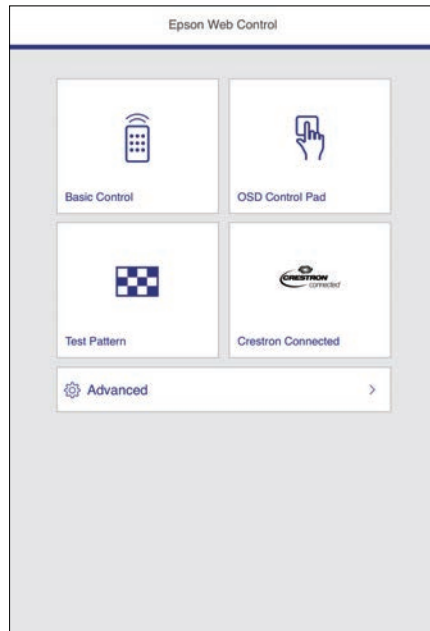 Epson Web Control
Basic Control
OSD Control Pad
Test Pattern
CRESTRON
connected
Crestron Connected
Advanced